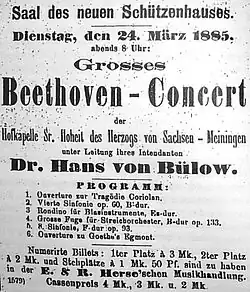 Saal des neuen Schützenhauses.
Dienstag, den 24. März 1885.
abends 8 Uhr:
Grosses
Beethoven - Concert
der
Hofkapelle Sr. Hoheit des Herzogs von Sachsen - Meiningen
unter Leitung ihres Intendanten
Dr. Hans von Bülow.
PROGRAMM:
1. Ouverture zur Tragödie Coriolan.
2. Vierte Sinfonie op. 60, B-dur.
3. Rondino für Blasinstrumente, Es-dur.
4. Grosse Fuge für Streichorchester, B-dur op. 133.
5. 8. Sinfonie, F-dur op. 93.
6. Ouverture zu Goethe's Egmont.
Numerirte Billets: 1ter Platz à 3 Mk., 2ter Platz
à 2 Mk. und Stehplätze à 1 Mk. 50 Pf. sind zu haben
in der E. & R. Herse'schen Musikhandlung.
1579) Cassenpreis 4 Mk., 3 Mk. u. 2 Mk.